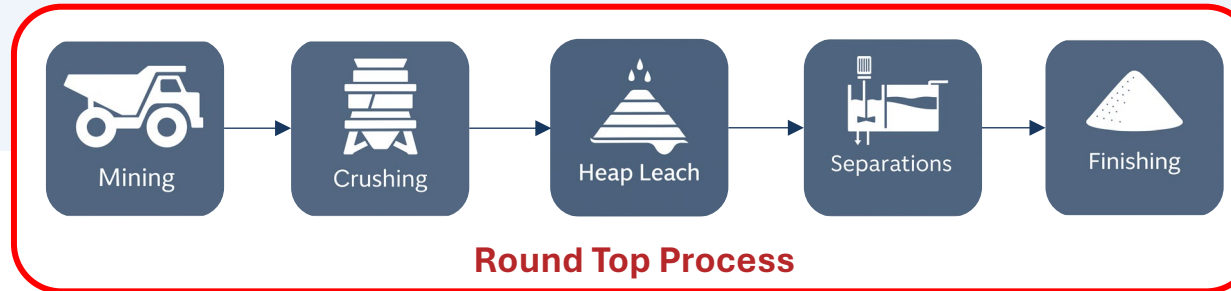 Mining
Crushing
Heap Leach
Separations
Finishing
Round Top Process